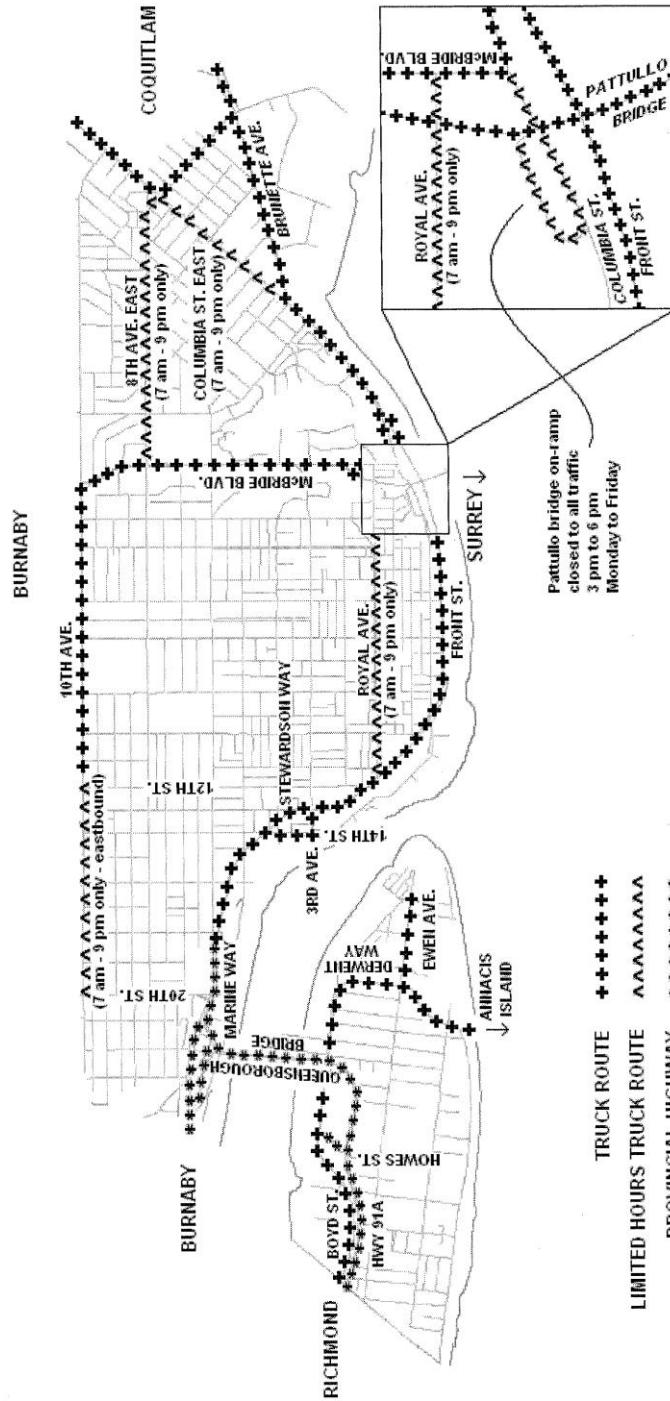 BURNABY
COQUITLAM
10TH AVE.
(7 am - 9 pm only - eastbound)
8TH AVE. EAST
(7 am - 9 pm only)
COLUMBIA ST. EAST
(7 am - 9 pm only)
BRUNETTE AVE.
McBRIDE BLVD.
12TH ST.
20TH ST.
STEWARDSON WAY
ROYAL AVE.
(7 am - 9 pm only)
FRONT ST.
SURREY
14TH ST.
3RD AVE.
MARINE WAY
BURNABY
QUEENSBOROUGH
BRIDGE
DERWENT
WAY
EWEN AVE.
ANNACIS
ISLAND
HOWES ST.
BOYD ST.
HWY 91A
RICHMOND
McBRIDE BLVD.
ROYAL AVE.
(7 am - 9 pm only)
PATTULLO
BRIDGE
COLUMBIA ST.
FRONT ST.
Pattullo bridge on-ramp
closed to all traffic
3 pm to 6 pm
Monday to Friday
TRUCK ROUTE
LIMITED HOURS TRUCK ROUTE
PROVINCIAL HIGHWAY